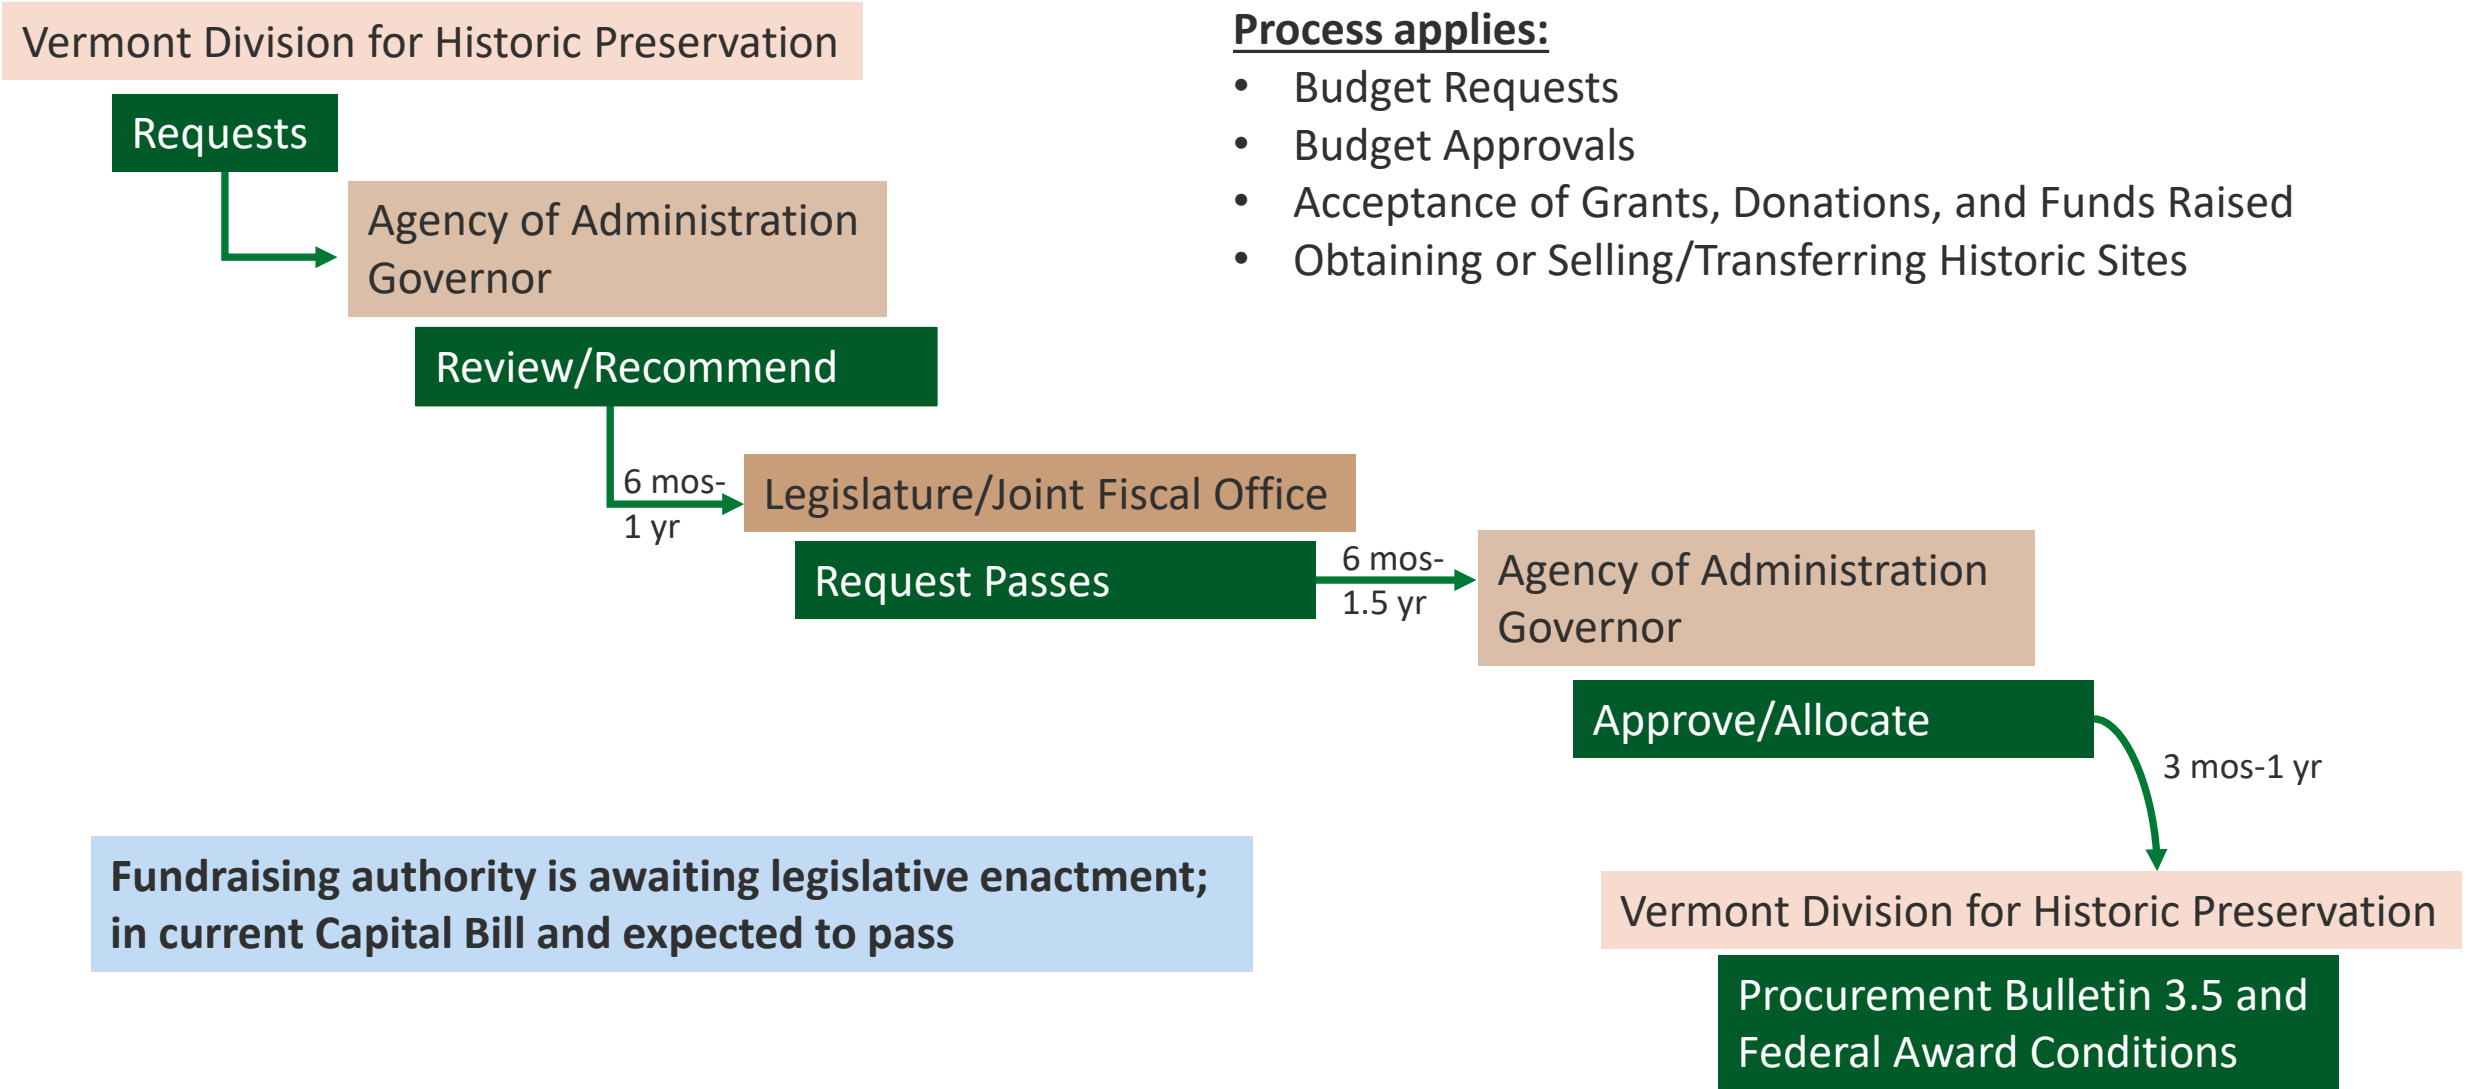 Vermont Division for Historic Preservation
Requests
Agency of Administration
Governor
Review/Recommend
6 mos-
1 yr
Legislature/Joint Fiscal Office
Request Passes
6 mos-
1.5 yr
Agency of Administration
Governor
Approve/Allocate
3 mos-1 yr
Vermont Division for Historic Preservation
Procurement Bulletin 3.5 and
Federal Award Conditions
Process applies:
• Budget Requests
• Budget Approvals
• Acceptance of Grants, Donations, and Funds Raised
• Obtaining or Selling/Transferring Historic Sites
Fundraising authority is awaiting legislative enactment;
in current Capital Bill and expected to pass